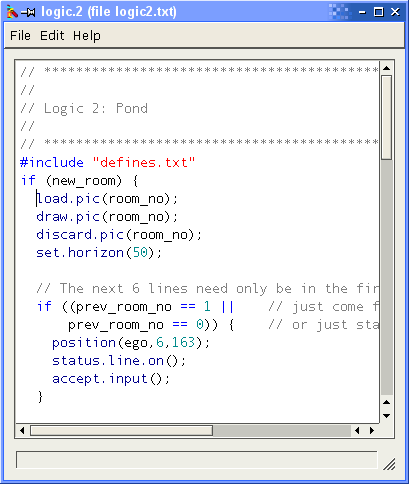 logic.2 (file logic2.txt)
File Edit Help
// ******************************************
//
// Logic 2: Pond
//
// ******************************************
#include "defines.txt"
if (new_room) {
load.pic(room_no);
draw.pic(room_no);
discard.pic(room_no);
set.horizon(50);
// The next 6 lines need only be in the fir
if ((prev_room_no == 1 || // just come f
prev_room_no == 0)) { // or just sta
position(ego,6,163);
status.line.on();
accept.input();
}